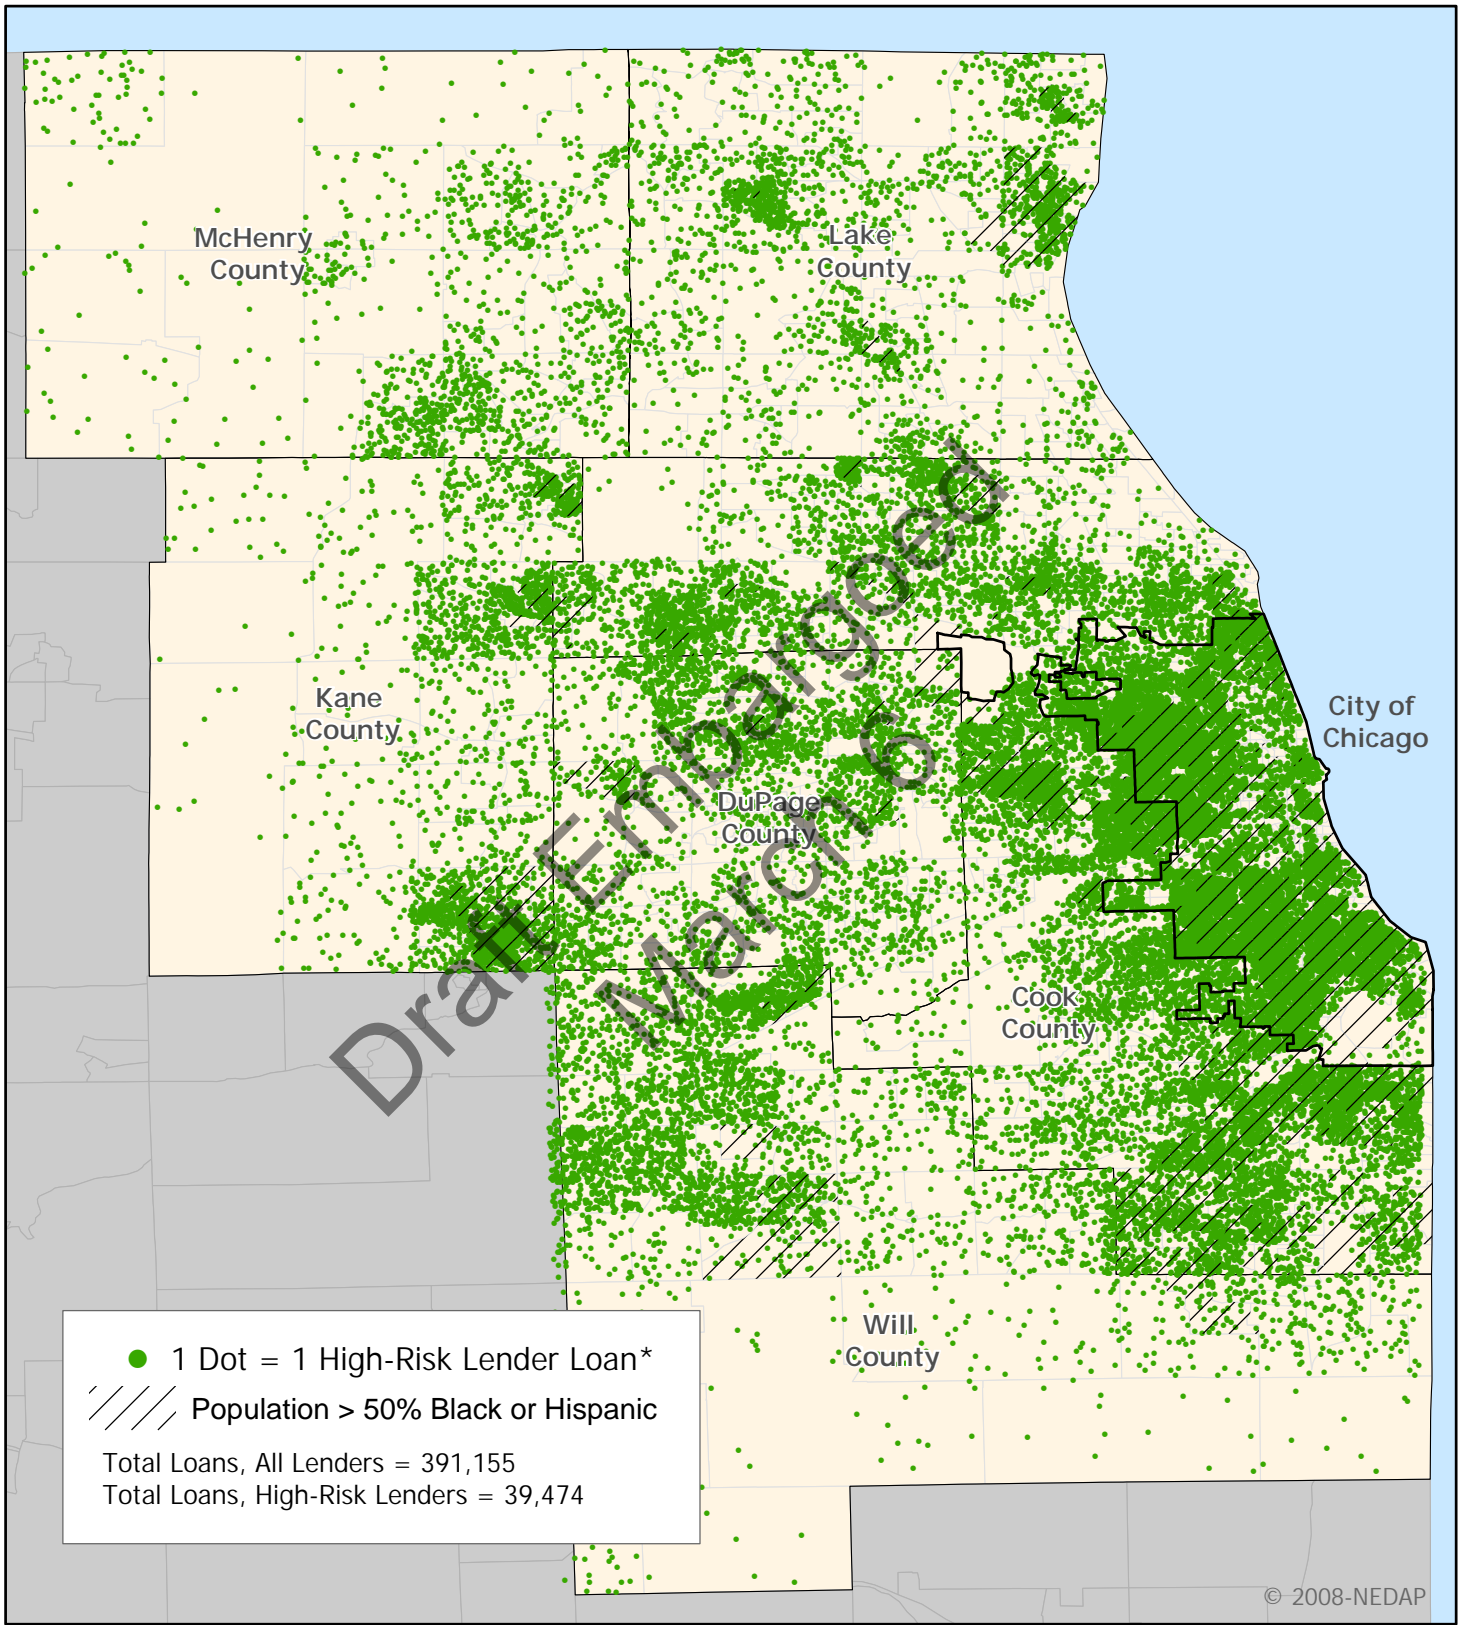 McHenry
County
Lake
County
Kane
County
City of
Chicago
DuPage
County
Cook
County
Will
County
Draft Embargoed
March 6
1 Dot = 1 High-Risk Lender Loan*
Population > 50% Black or Hispanic
Total Loans, All Lenders = 391,155
Total Loans, High-Risk Lenders = 39,474
© 2008-NEDAP